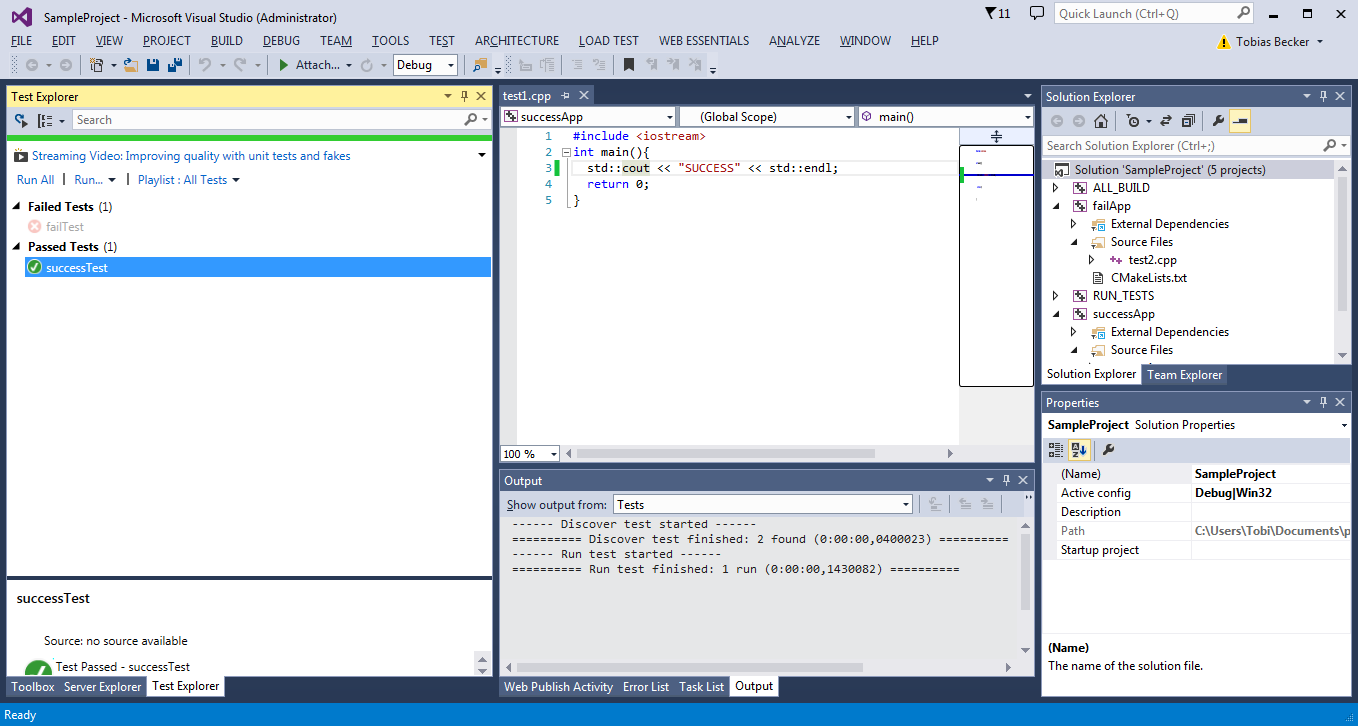 SampleProject - Microsoft Visual Studio (Administrator)
11
Quick Launch (Ctrl+Q)
FILE EDIT VIEW PROJECT BUILD DEBUG TEAM TOOLS TEST ARCHITECTURE LOAD TEST WEB ESSENTIALS ANALYZE WINDOW HELP
Tobias Becker
Attach... Debug
Test Explorer
Search
Streaming Video: Improving quality with unit tests and fakes
Run All | Run... | Playlist : All Tests
Failed Tests (1)
failTest
Passed Tests (1)
successTest
successTest
Source: no source available
Test Passed - successTest
Toolbox Server Explorer Test Explorer
test1.cpp
successApp (Global Scope) main()
1 #include <iostream>
2 int main(){
3 std::cout << "SUCCESS" << std::endl;
4 return 0;
5 }
100 %
Output
Show output from: Tests
------ Discover test started ------
========== Discover test finished: 2 found (0:00:00,0400023) ==========
------ Run test started ------
========== Run test finished: 1 run (0:00:00,1430082) ==========
Web Publish Activity Error List Task List Output
Solution Explorer
Search Solution Explorer (Ctrl+;)
Solution 'SampleProject' (5 projects)
ALL_BUILD
failApp
External Dependencies
Source Files
test2.cpp
CMakeLists.txt
RUN_TESTS
successApp
External Dependencies
Source Files
Solution Explorer Team Explorer
Properties
SampleProject Solution Properties
(Name) SampleProject
Active config Debug|Win32
Description
Path C:\Users\Tobi\Documents\p
Startup project
(Name)
The name of the solution file.
Ready